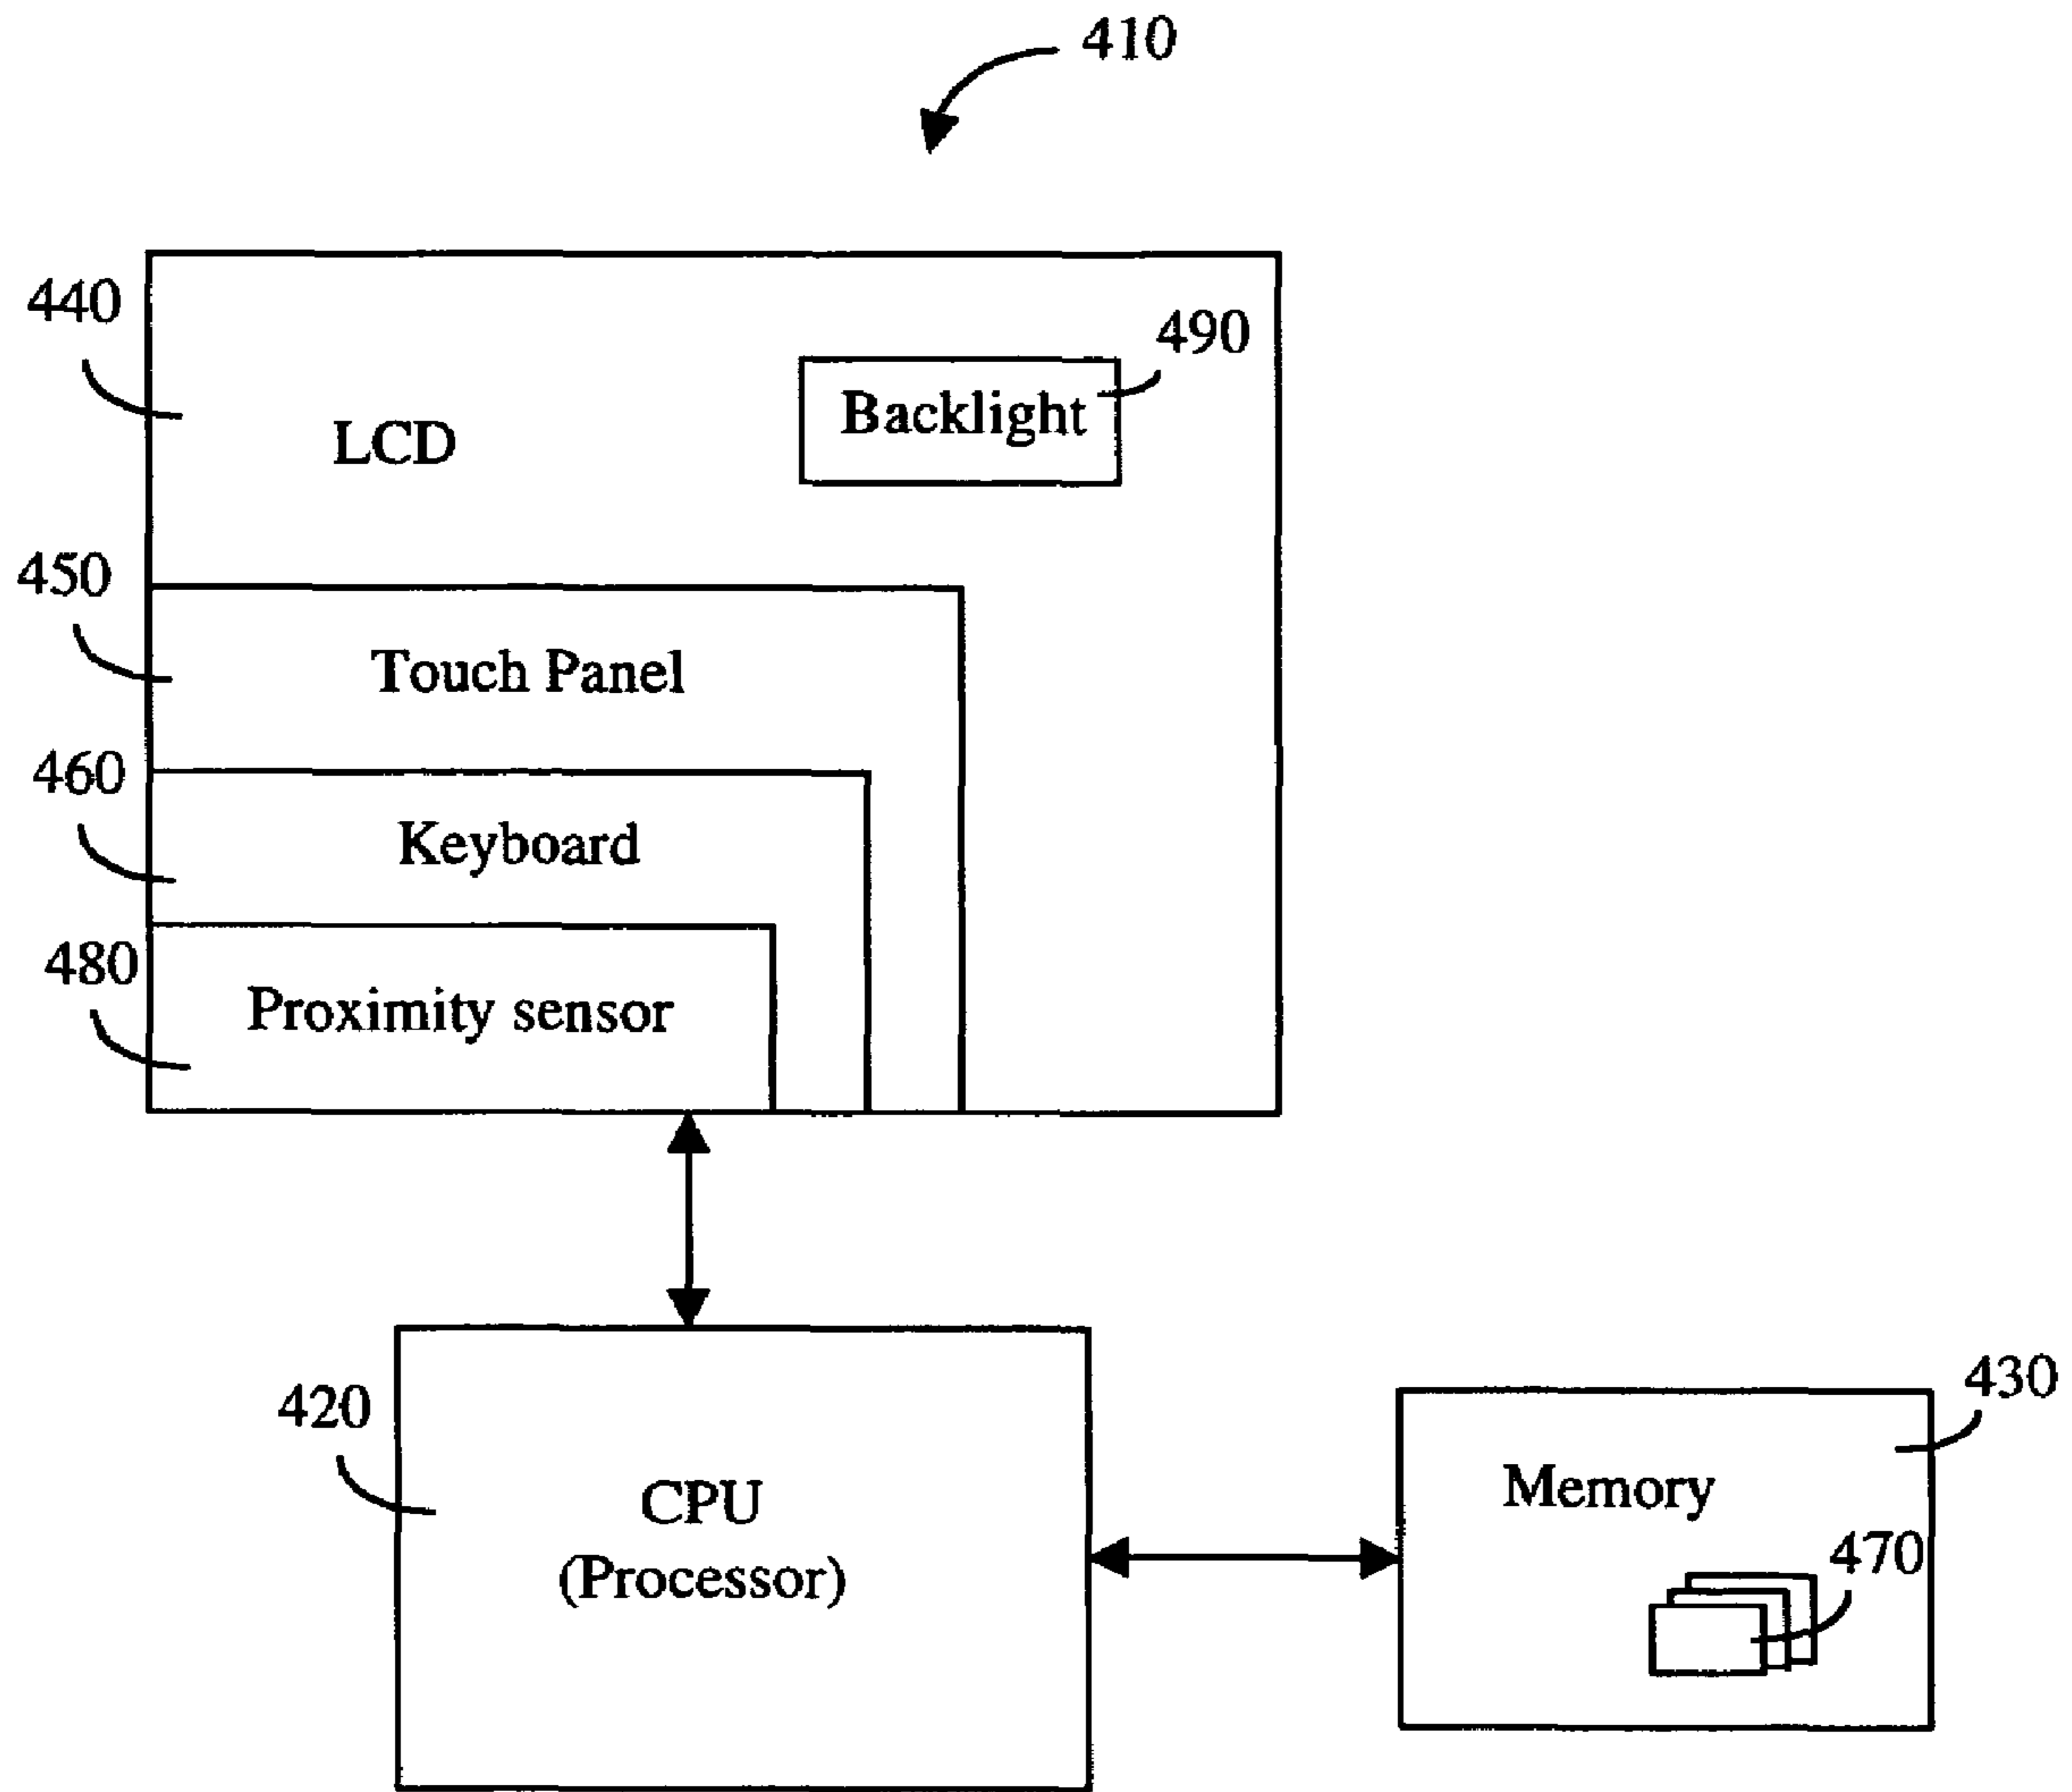 410
440
490
Backlight
LCD
450
Touch Panel
460
Keyboard
480
Proximity sensor
420
CPU
(Processor)
430
Memory
470